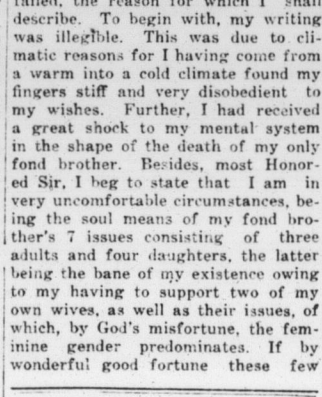 failed, the reason for which I shall
describe. To begin with, my writing
was illegible. This was due to cli-
matic reasons for I having come from
a warm into a cold climate found my
fingers stiff and very disobedient to
my wishes. Further, I had received
a great shock to my mental system
in the shape of the death of my only
fond brother. Besides, most Honor-
ed Sir, I beg to state that I am in
very uncomfortable circumstances, be-
ing the soul means of my fond bro-
ther's 7 issues consisting of three
adults and four daughters, the latter
being the bane of my existence owing
to my having to support two of my
own wives, as well as their issues, of
which, by God's misfortune, the fem-
inine gender predominates. If by
wonderful good fortune these few